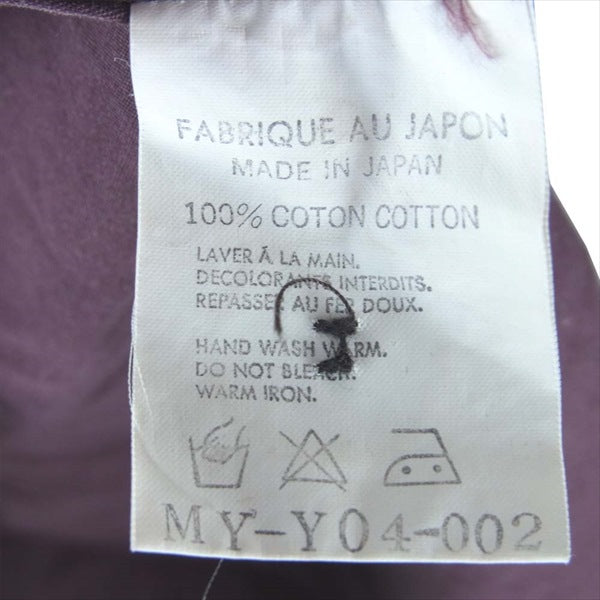 FABRIQUE AU JAPON
MADE IN JAPAN
100% COTON COTTON
LAVER À LA MAIN.
DECOLORANTS INTERDITS.
REPASSER AU FER DOUX.
HAND WASH WARM.
DO NOT BLEACH.
WARM IRON.
MY-Y04-002